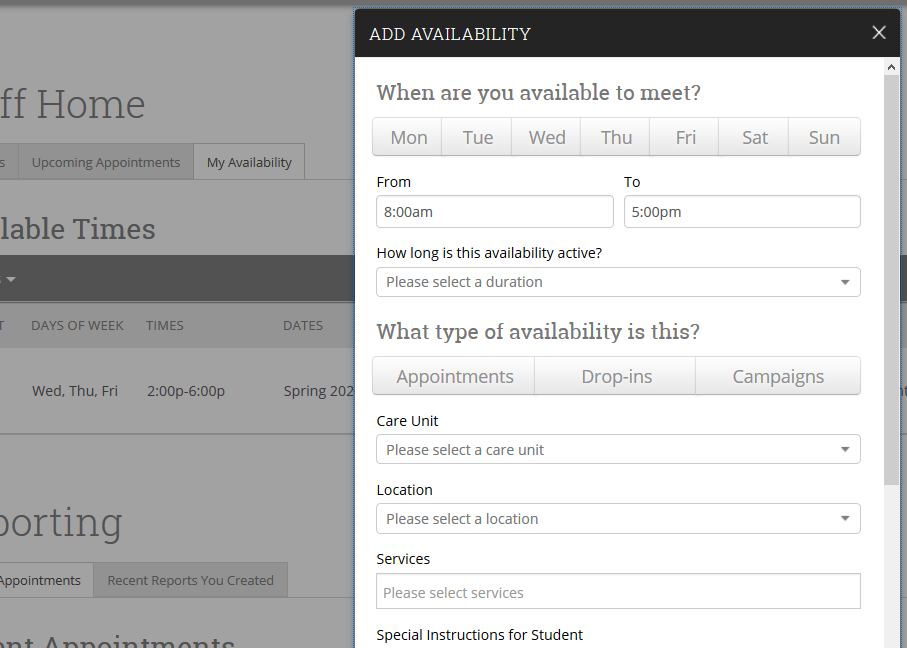 ADD AVAILABILITY
ff Home
s Upcoming Appointments My Availability
lable Times
DAYS OF WEEK TIMES DATES
Wed, Thu, Fri 2:00p-6:00p Spring 202
porting
Appointments Recent Reports You Created
ent Appointments
When are you available to meet?
Mon Tue Wed Thu Fri Sat Sun
From To
8:00am 5:00pm
How long is this availability active?
Please select a duration
What type of availability is this?
Appointments Drop-ins Campaigns
Care Unit
Please select a care unit
Location
Please select a location
Services
Please select services
Special Instructions for Student